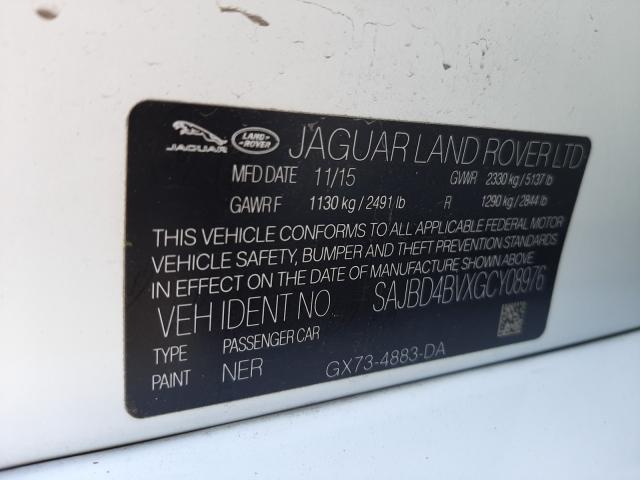 JAGUAR LAND-ROVER JAGUAR LAND ROVER LTD
MFD DATE 11/15 GVWR 2330 kg / 5137 lb
GAWR F 1130 kg / 2491 lb R 1290 kg / 2844 lb
THIS VEHICLE CONFORMS TO ALL APPLICABLE FEDERAL MOTOR
VEHICLE SAFETY, BUMPER AND THEFT PREVENTION STANDARDS
IN EFFECT ON THE DATE OF MANUFACTURE SHOWN ABOVE
VEH IDENT NO. SAJBD4BVXGCY08976
TYPE PASSENGER CAR
PAINT NER GX73-4883-DA